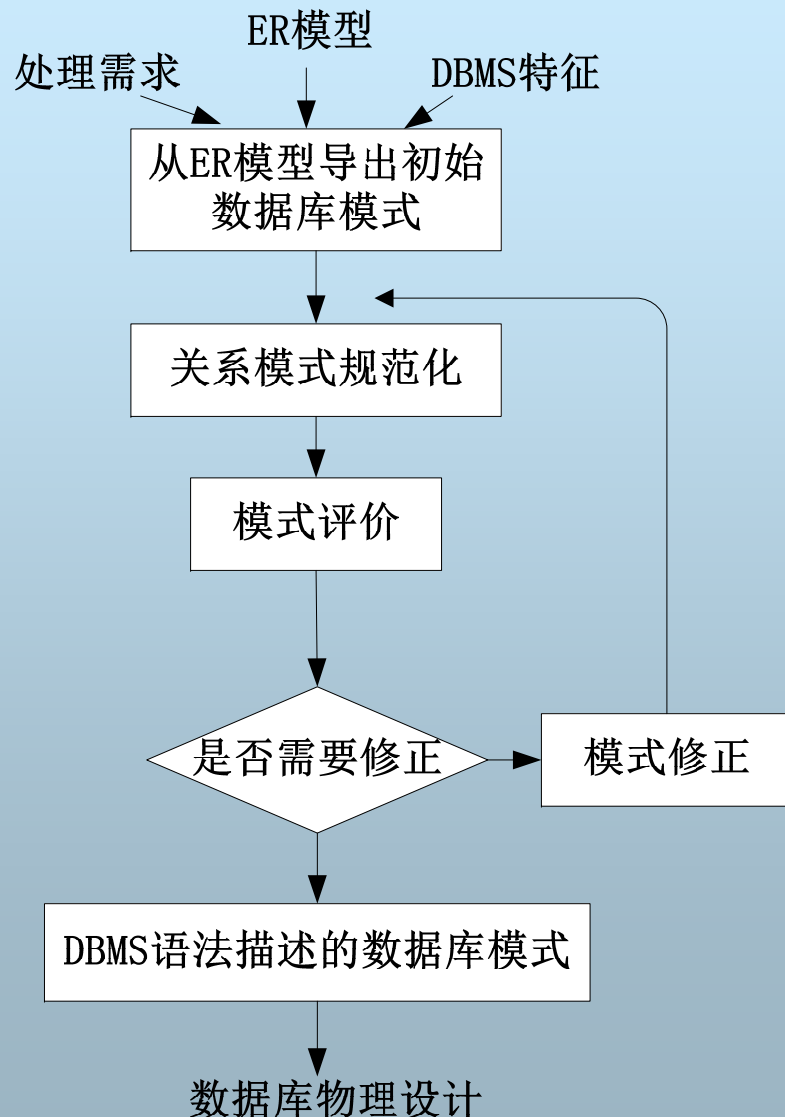 ER模型
处理需求
DBMS特征
从ER模型导出初始
数据库模式
关系模式规范化
模式评价
是否需要修正
模式修正
DBMS语法描述的数据库模式
数据库物理设计